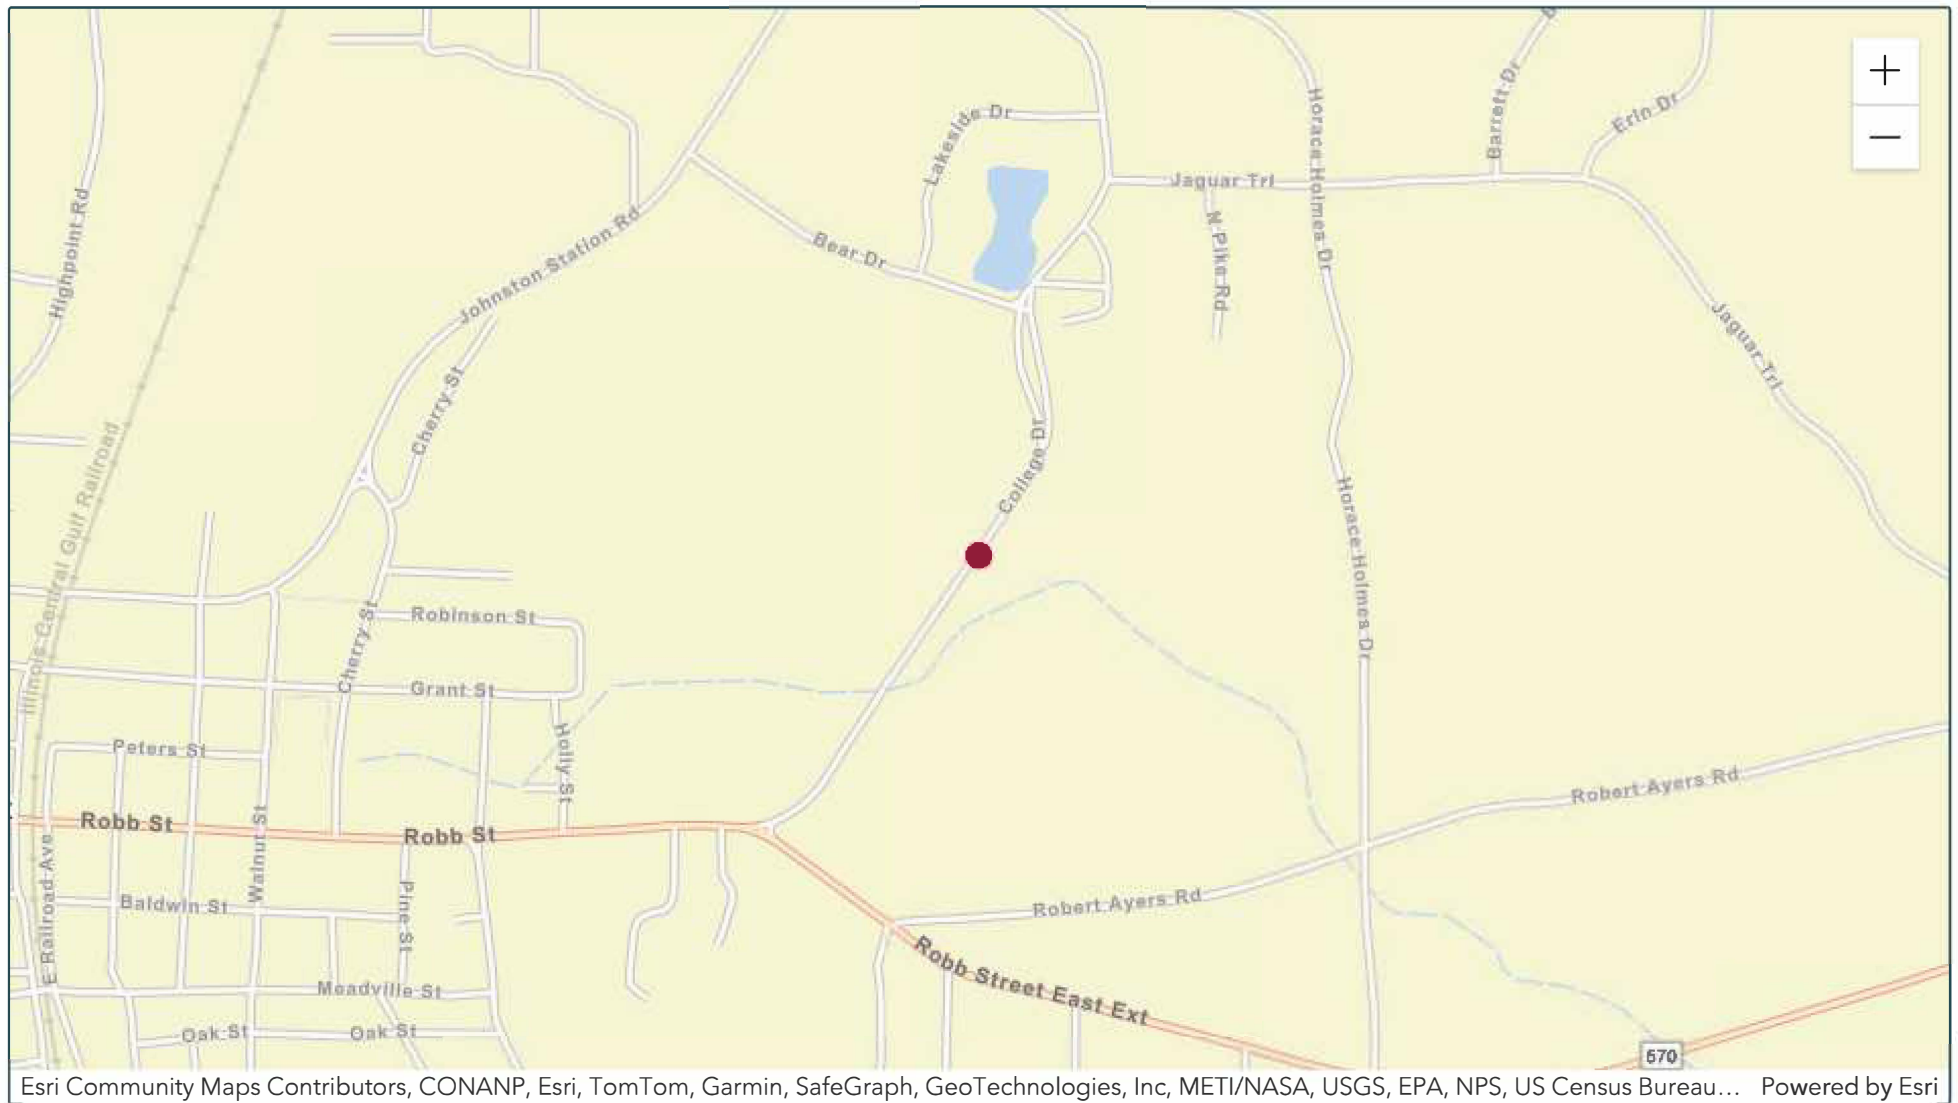 +
Lakeside Dr
Horace Holmes Dr
Barrett Dr
Erin Dr
−
Jaguar Trl
Highpoint Rd
Johnston Station Rd
Bear Dr
N Pike Rd
Jaguar Trl
Cherry St
College Dr
Illinois Central Gulf Railroad
Horace Holmes Dr
Robinson St
Cherry St
Grant St
Peters St
Holly St
Robert Ayers Rd
Robb St
Robb St
Walnut St
E Railroad Ave
Baldwin St
Pine St
Robert Ayers Rd
Robb Street East Ext
Meadville St
Oak St
Oak St
570
Esri Community Maps Contributors, CONANP, Esri, TomTom, Garmin, SafeGraph, GeoTechnologies, Inc, METI/NASA, USGS, EPA, NPS, US Census Bureau… Powered by Esri